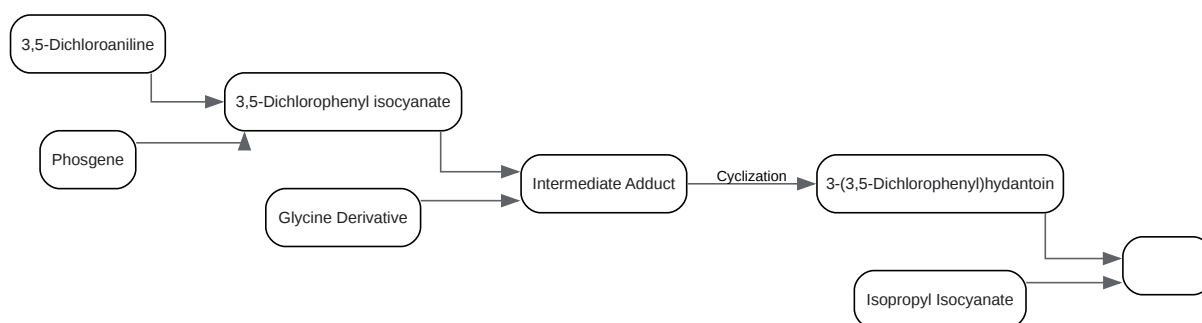 3,5-Dichloroaniline
3,5-Dichlorophenyl isocyanate
Phosgene
Intermediate Adduct
Cyclization
3-(3,5-Dichlorophenyl)hydantoin
Glycine Derivative
Isopropyl Isocyanate